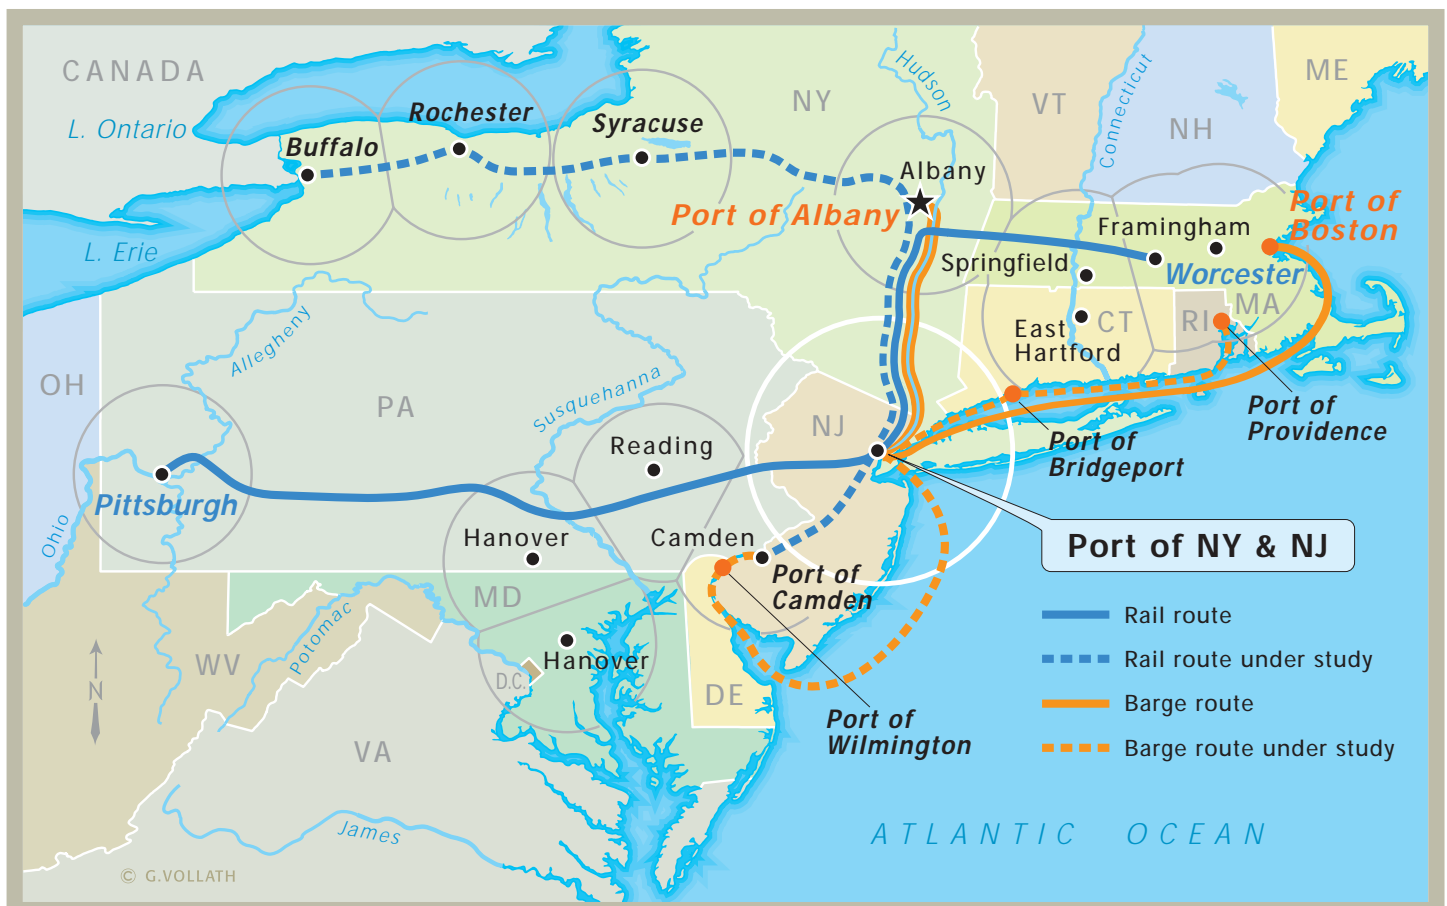 CANADA
L. Ontario
Rochester
Buffalo
Syracuse
NY
Hudson
VT
Connecticut
NH
ME
Albany
Port of Albany
Framingham
Port of
Boston
L. Erie
Springfield
Worcester
MA
RI
CT
East
Hartford
Allegheny
OH
PA
Susquehanna
NJ
Port of
Providence
Port of
Bridgeport
Reading
Pittsburgh
Ohio
Hanover
Camden
Port of
Camden
Port of NY & NJ
MD
Potomac
WV
Hanover
D.C.
DE
N
Port of
Wilmington
Rail route
Rail route under study
Barge route
Barge route under study
VA
James
ATLANTIC OCEAN
© G.VOLLATH